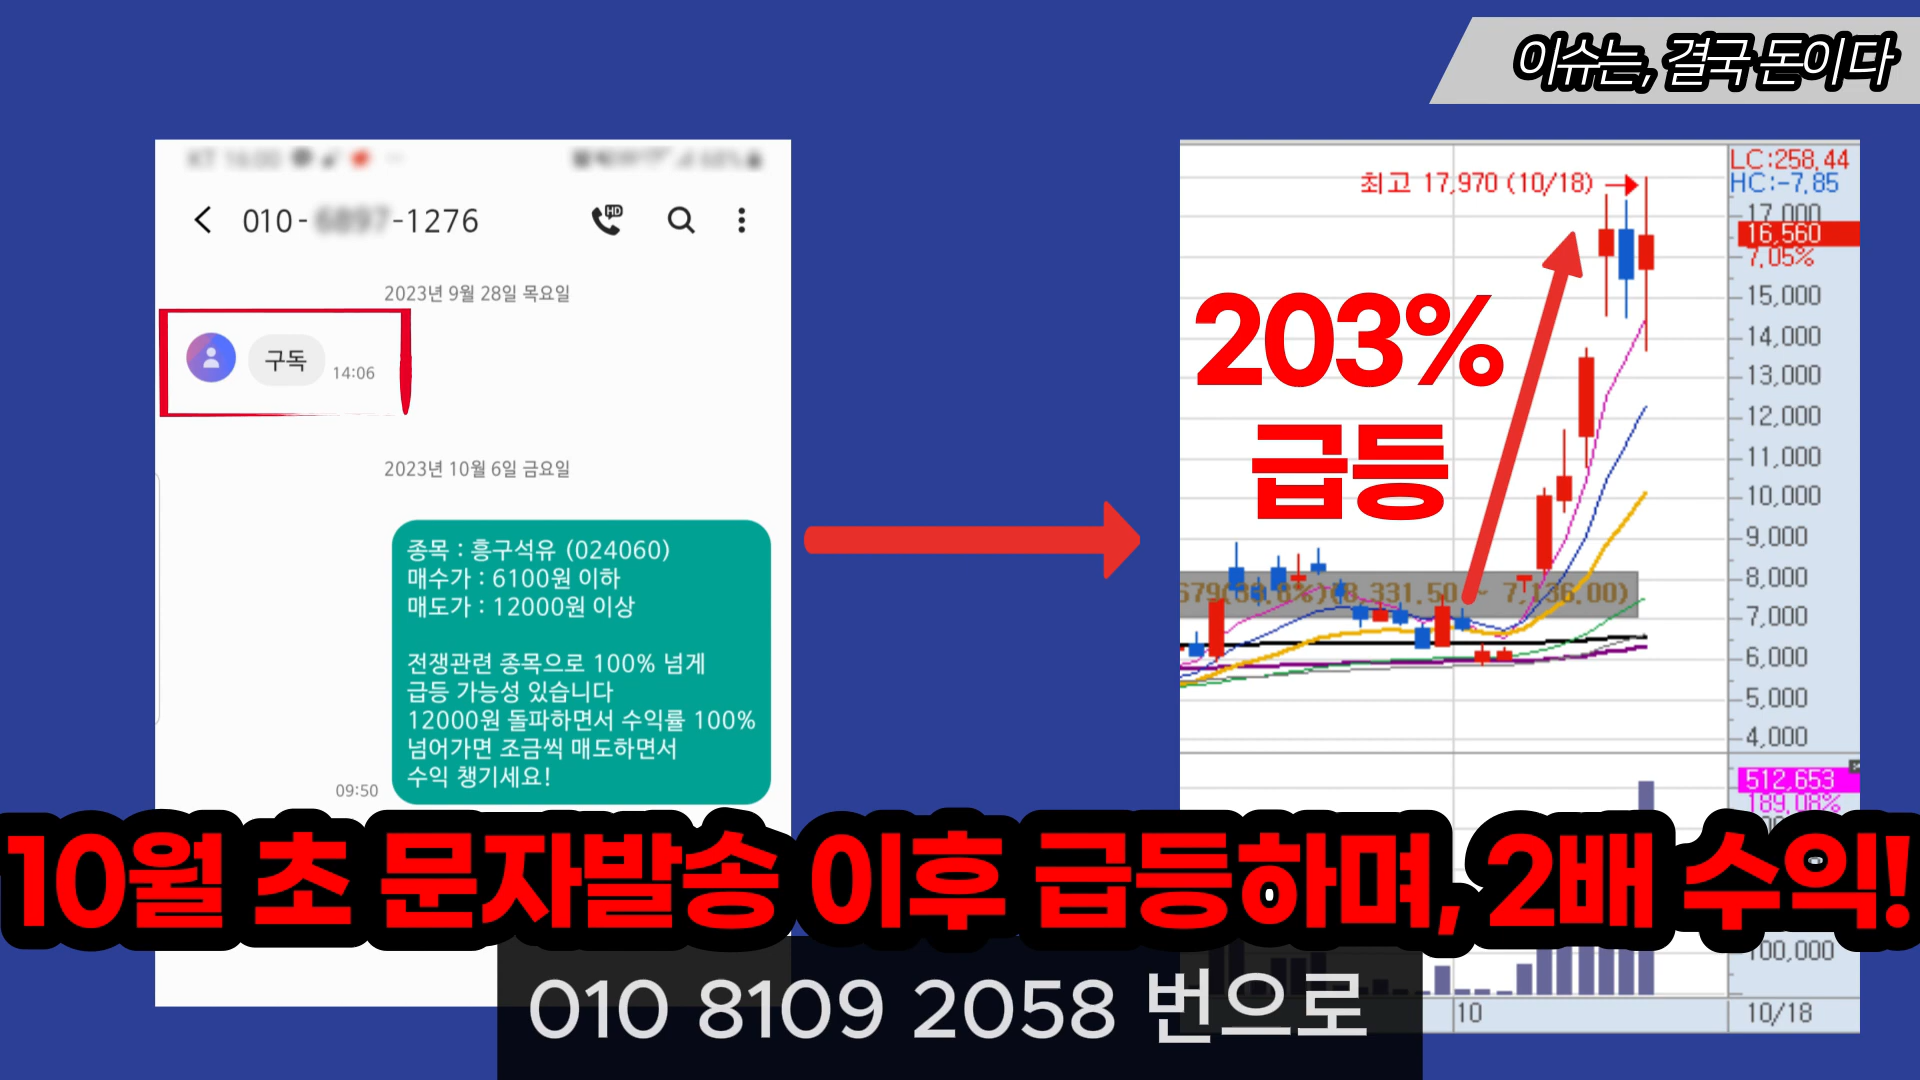 이슈는, 결국 돈이다
010-
-1276
2023년 9월 28일 목요일
구독
14:06
2023년 10월 6일 금요일
종목 : 흥구석유 (024060)
매수가 : 6100원 이하
매도가 : 12000원 이상
전쟁관련 종목으로 100% 넘게
급등 가능성 있습니다
12000원 돌파하면서 수익률 100%
넘어가면 조금씩 매도하면서
수익 챙기세요!
09:50
최고 17,970 (10/18)
LC:258.44
HC:-7.85
17,000
16,560
7.05%
15,000
14,000
13,000
12,000
11,000
10,000
9,000
8,000
7,000
6,000
5,000
4,000
203%
급등
(8,331.50 ~ 7,136.00)
512,653
189.08%
100,000
10
10/18
10월 초 문자발송 이후 급등하며, 2배 수익!
010 8109 2058 번으로